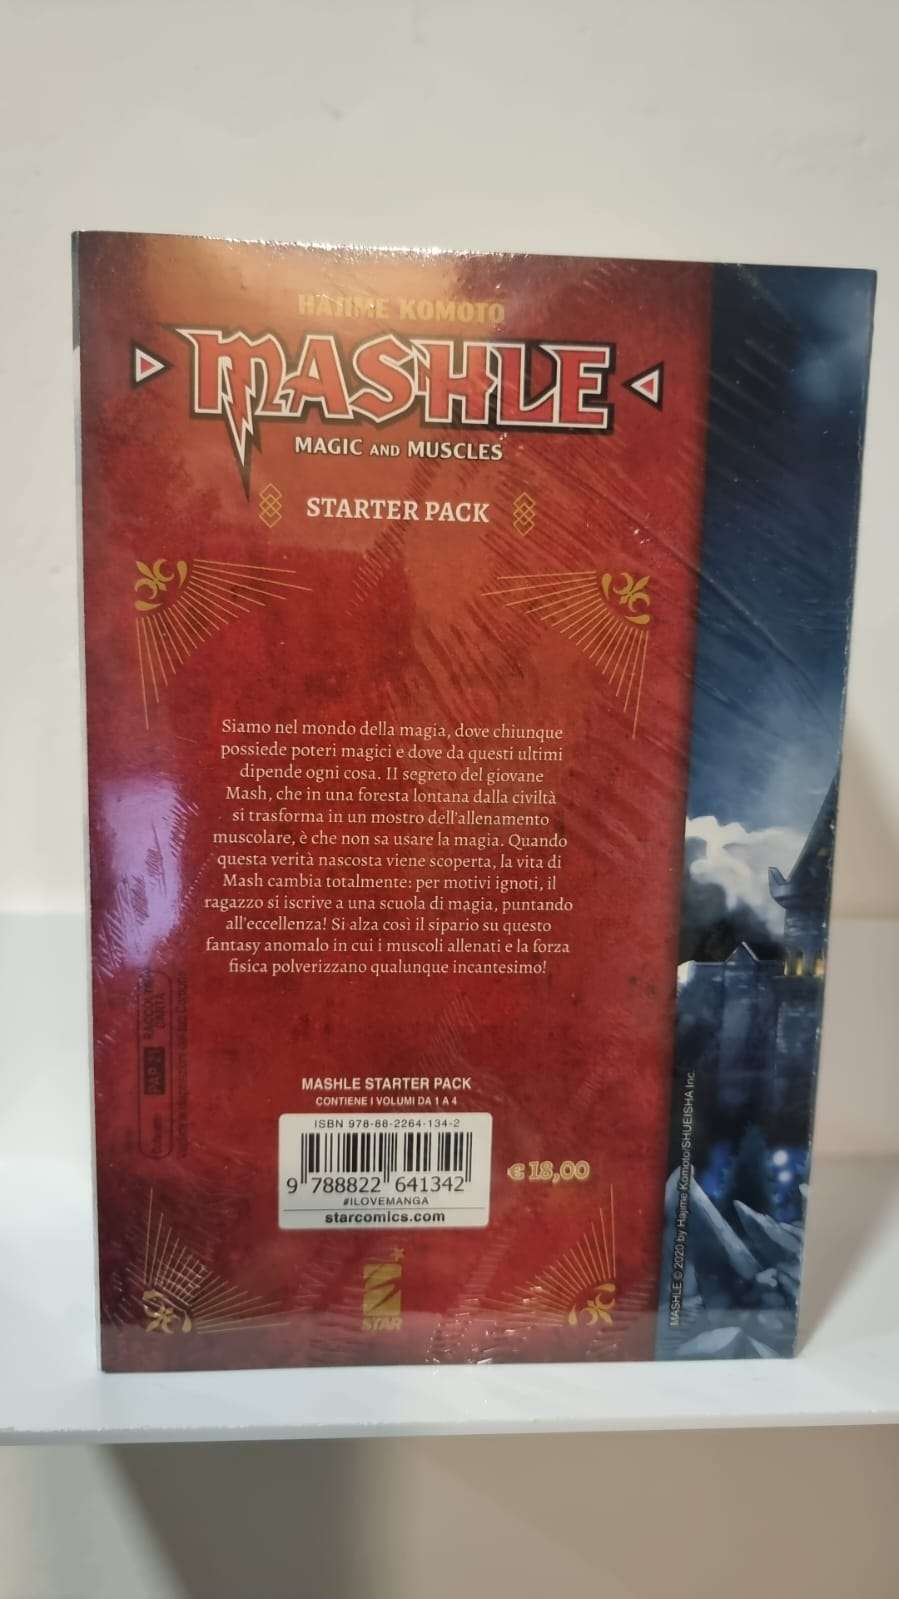 HAJIME KOMOTO
MASHLE
MAGIC AND MUSCLES
STARTER PACK
Siamo nel mondo della magia, dove chiunque
possiede poteri magici e dove da questi ultimi
dipende ogni cosa. Il segreto del giovane
Mash, che in una foresta lontana dalla civiltà
si trasforma in un mostro dell'allenamento
muscolare, è che non sa usare la magia. Quando
questa verità nascosta viene scoperta, la vita di
Mash cambia totalmente: per motivi ignoti, il
ragazzo si iscrive a una scuola di magia, puntando
all'eccellenza! Si alza così il sipario su questo
fantasy anomalo in cui i muscoli allenati e la forza
fisica polverizzano qualunque incantesimo!
PAP 21
RACCOLTA
CARTA
MASHLE STARTER PACK
CONTIENE I VOLUMI DA 1 A 4
ISBN 978-88-2264-134-2
9 788822 641342
#ILOVEMANGA
starcomics.com
€ 18,00
STAR
MASHLE © 2020 by Hajime Komoto/SHUEISHA Inc.